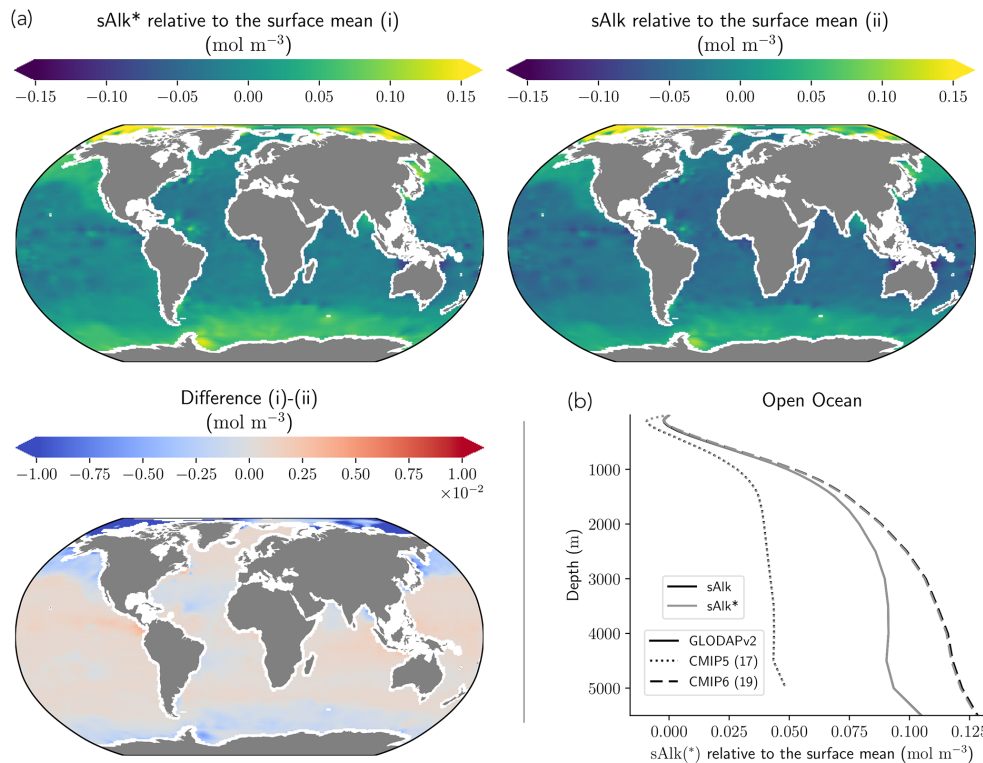 (a)
sAlk* relative to the surface mean (i)
(mol m⁻³)
−0.15 −0.10 −0.05 0.00 0.05 0.10 0.15
sAlk relative to the surface mean (ii)
(mol m⁻³)
−0.15 −0.10 −0.05 0.00 0.05 0.10 0.15
Difference (i)-(ii)
(mol m⁻³)
−1.00 −0.75 −0.50 −0.25 0.00 0.25 0.50 0.75 1.00
×10⁻²
(b)
Open Ocean
1000
2000
3000
4000
5000
Depth (m)
sAlk
sAlk*
GLODAPv2
CMIP5 (17)
CMIP6 (19)
0.000 0.025 0.050 0.075 0.100 0.125
sAlk(*) relative to the surface mean (mol m⁻³)